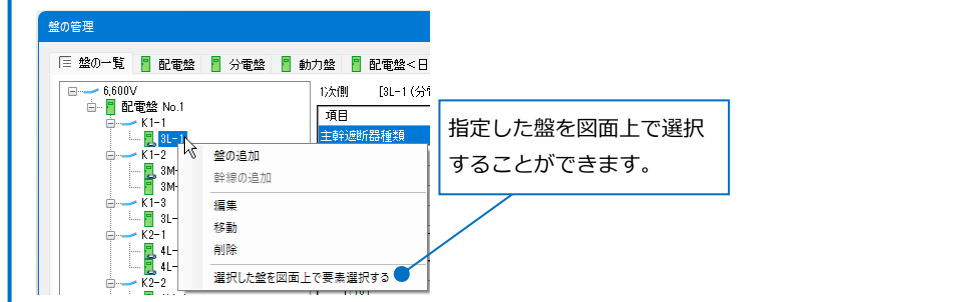 盤の管理
盤の一覧 配電盤 分電盤 動力盤 配電盤<日
6,600V
1次側 [3L-1 (分
配電盤 No.1
項目
K1-1
3L-1
主幹遮断器種類
K1-2
3M-
3M-
K1-3
3L-
K2-1
4L-
4L-
K2-2
盤の追加
幹線の追加
編集
移動
削除
選択した盤を図面上で要素選択する
指定した盤を図面上で選択
することができます。